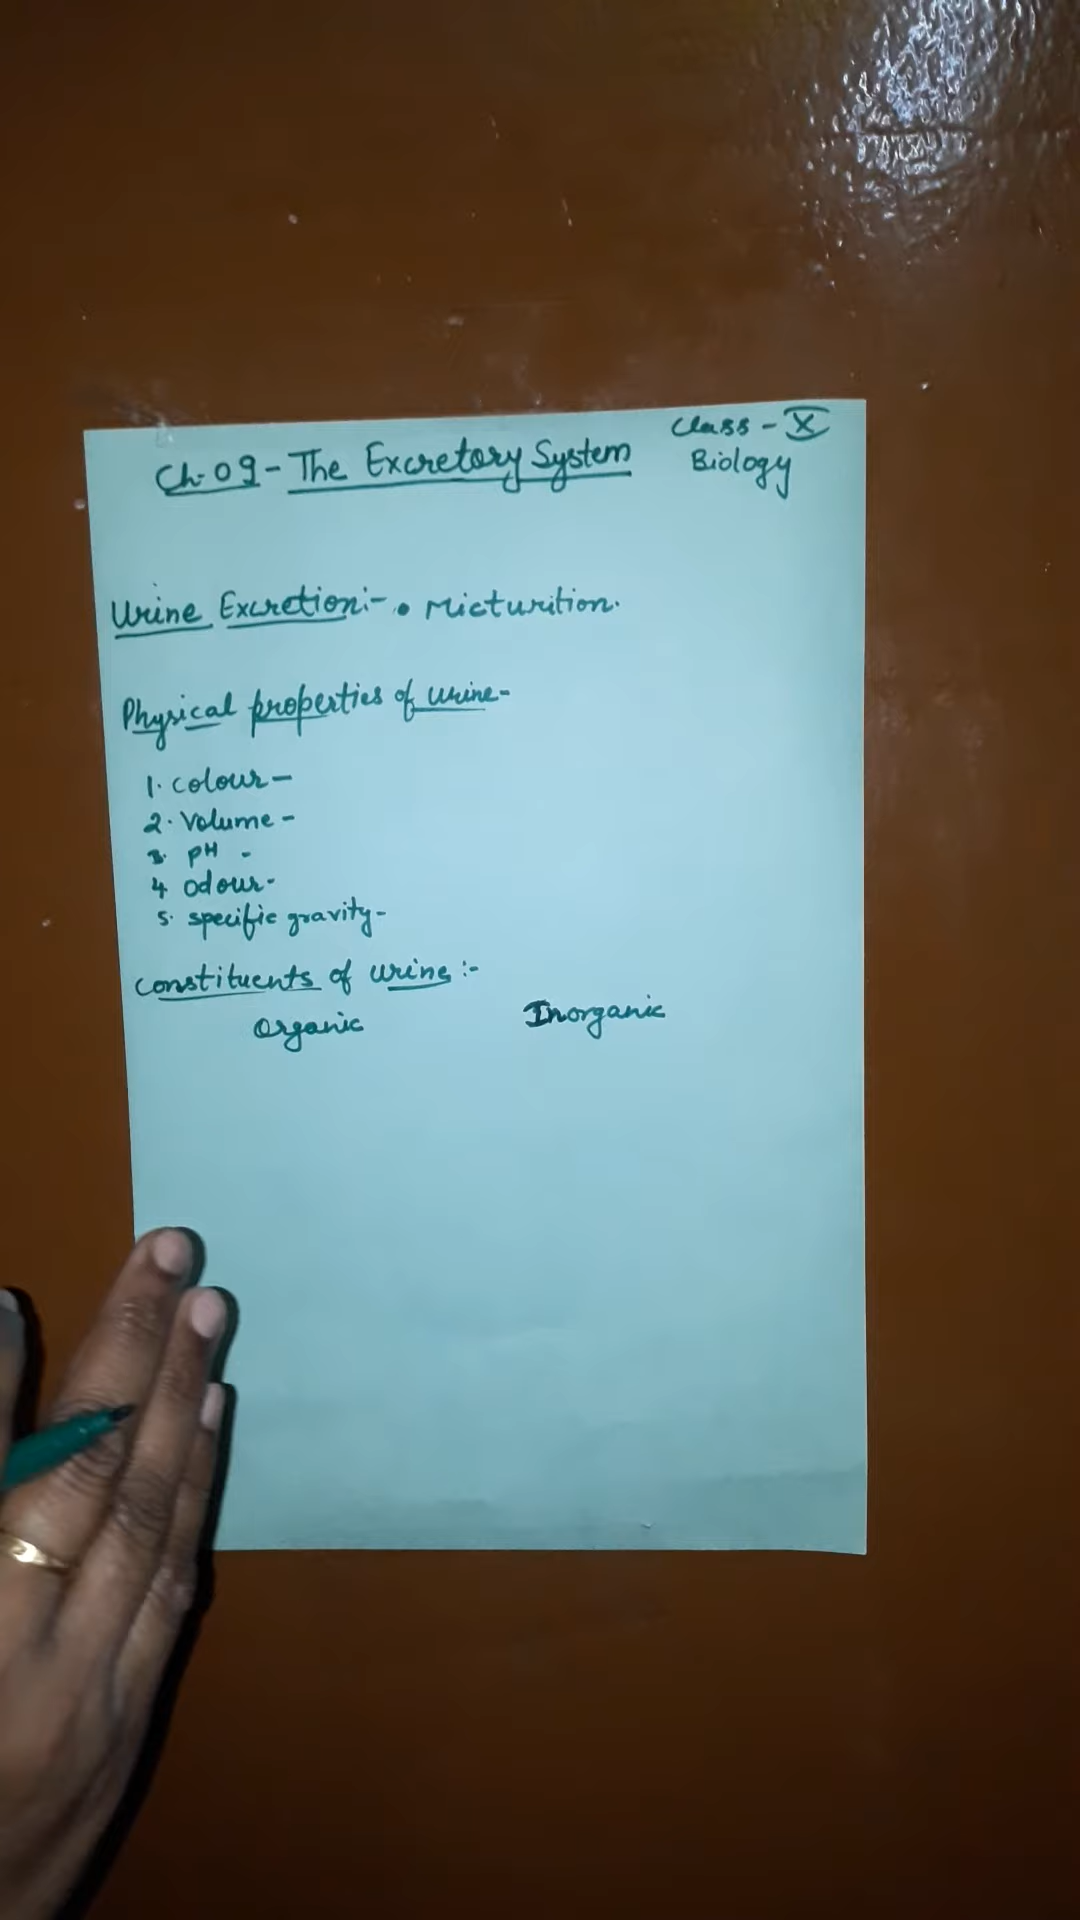 Ch-09 - The Excretory System
Class - X
Biology
Urine Excretion:- • Micturition.
Physical properties of urine-
1. colour -
2. Volume -
3. pH -
4. odour -
5. specific gravity -
constituents of urine :-
Organic Inorganic